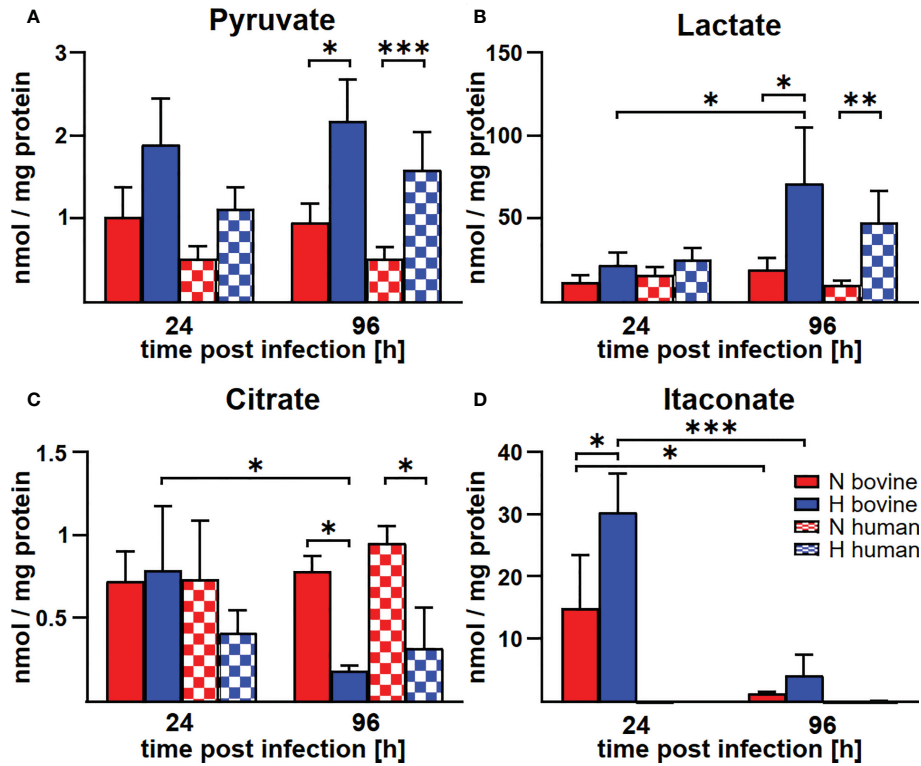 A Pyruvate
nmol / mg protein
3
2
1
* ***
24 96
time post infection [h]
B Lactate
nmol / mg protein
150
100
50
* * **
24 96
time post infection [h]
C Citrate
nmol / mg protein
1.5
1
0.5
* * *
24 96
time post infection [h]
D Itaconate
nmol / mg protein
40
30
20
10
* *** *
N bovine
H bovine
N human
H human
24 96
time post infection [h]